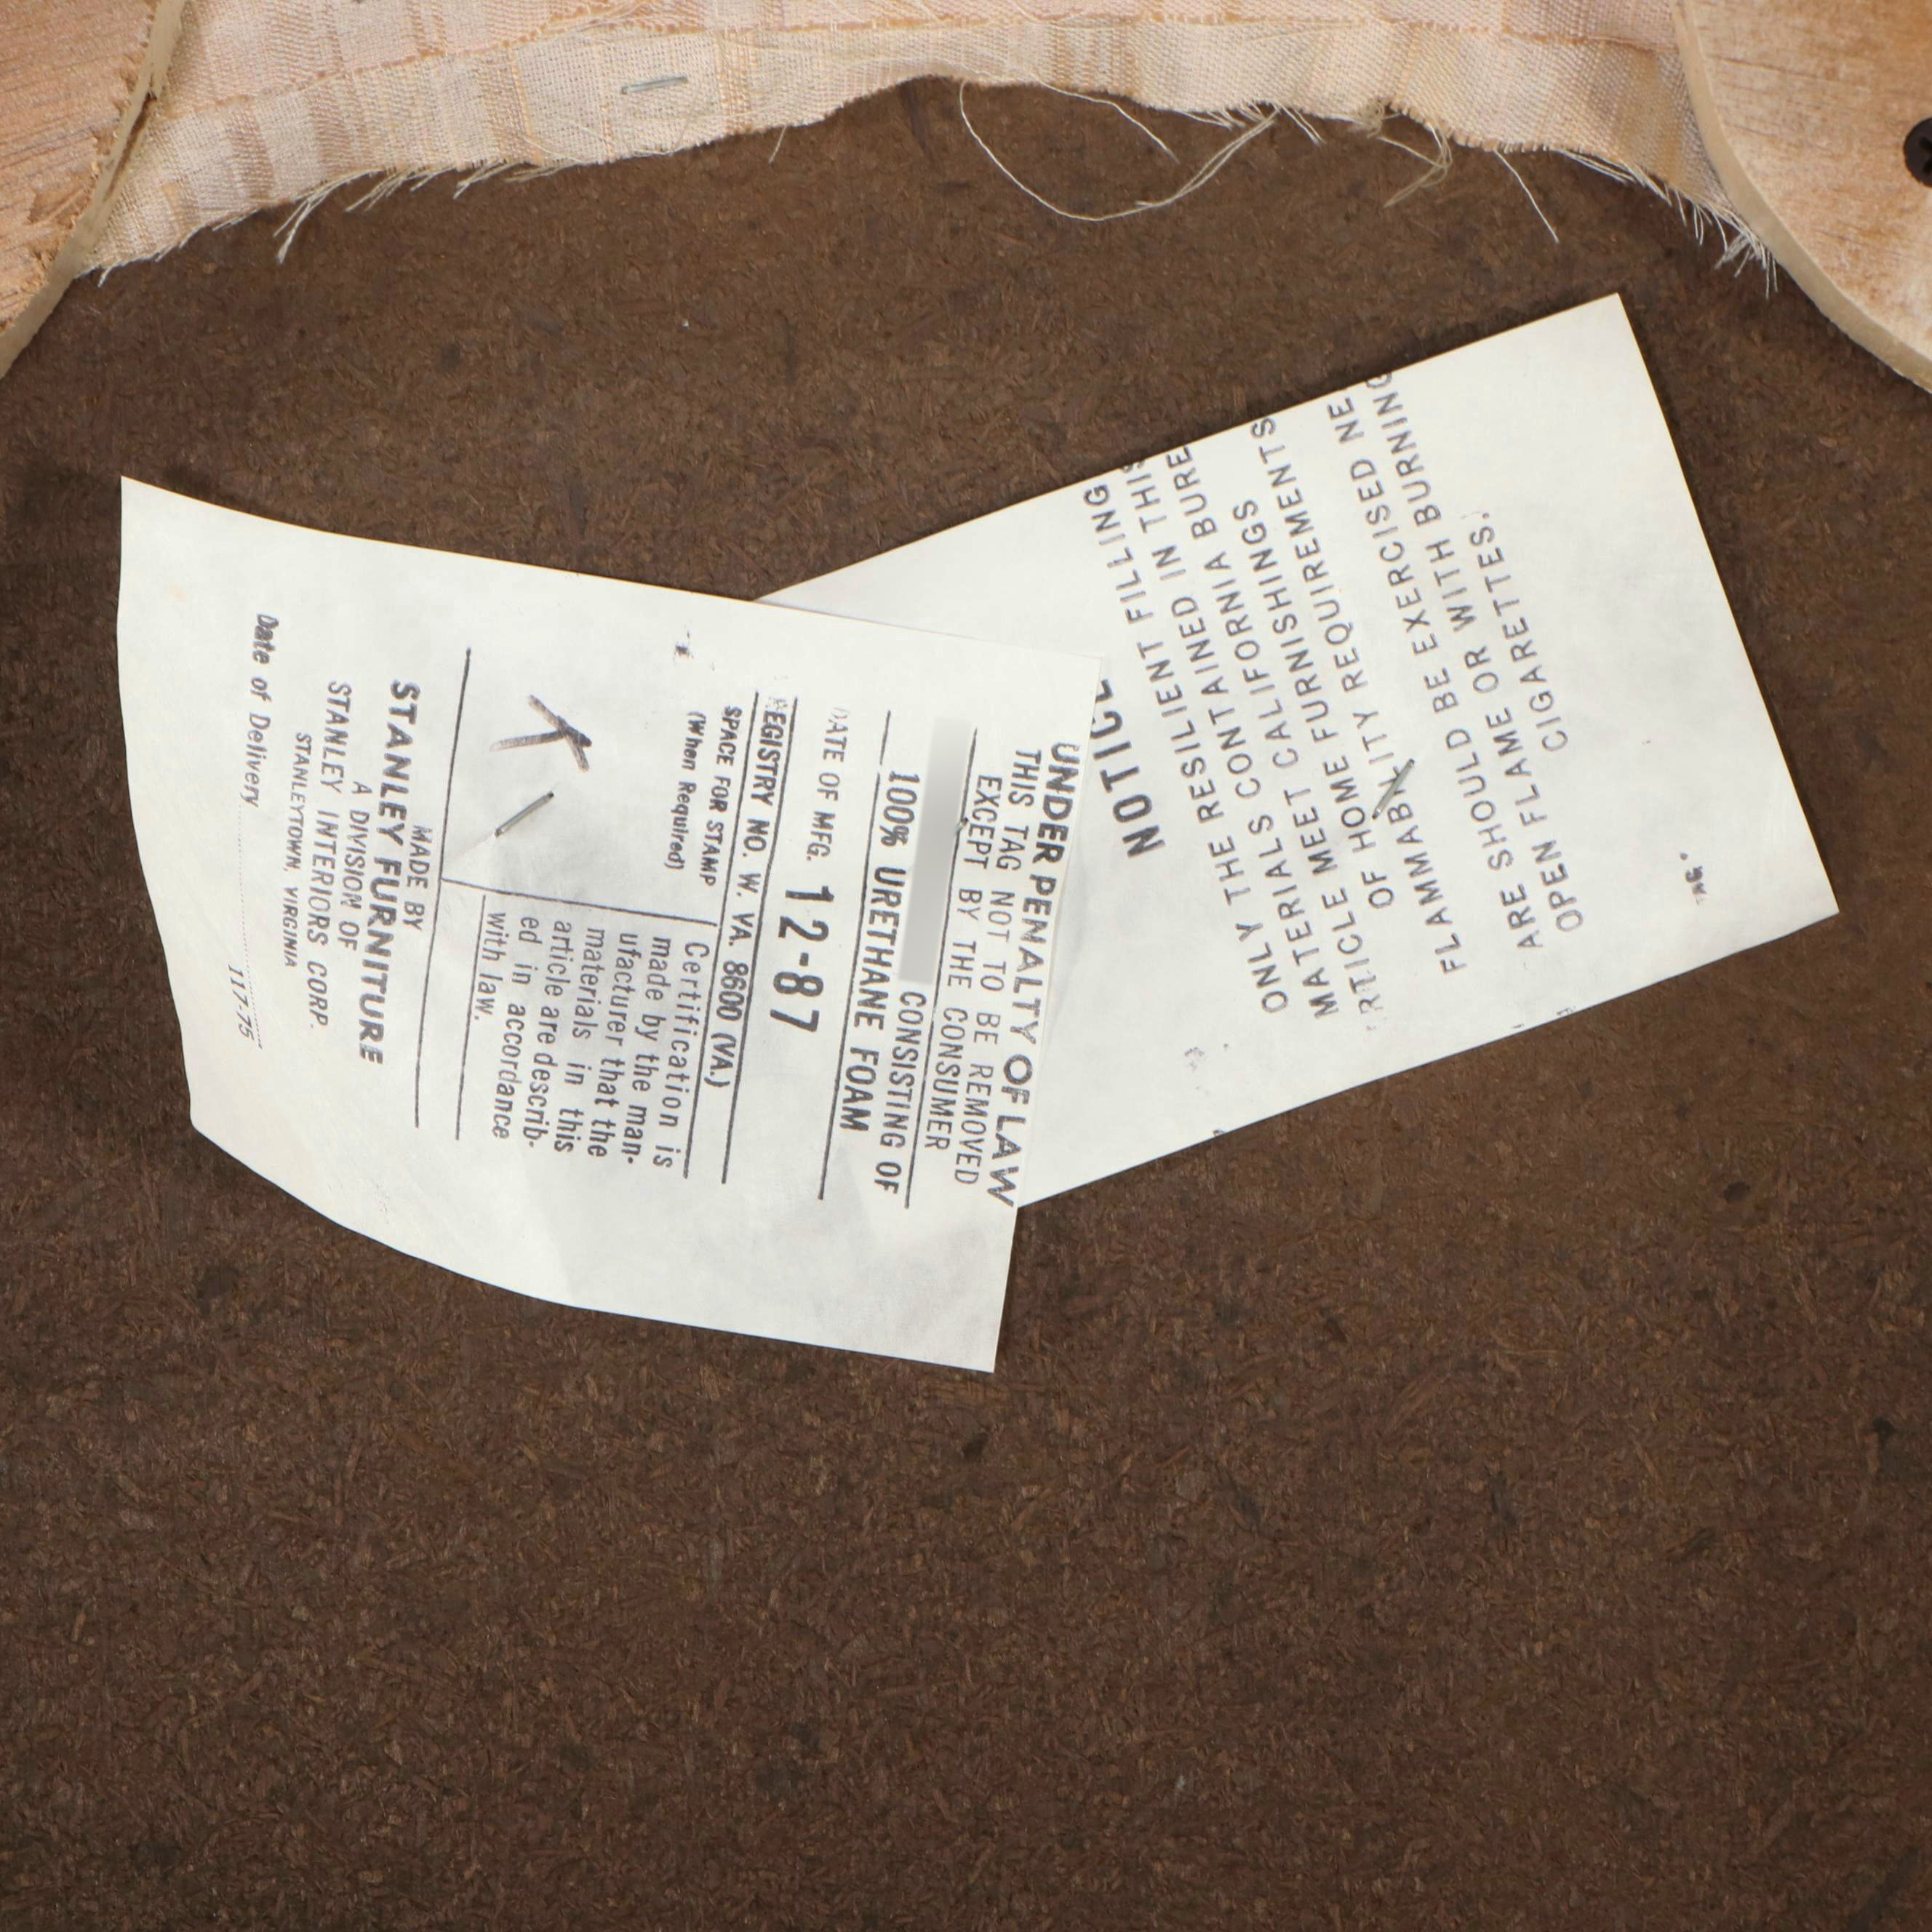 UNDER PENALTY OF LAW
THIS TAG NOT TO BE REMOVED
EXCEPT BY THE CONSUMER
CONSISTING OF
100% URETHANE FOAM
DATE OF MFG. 12-87
REGISTRY NO. W. VA. 8600 (VA.)
SPACE FOR STAMP
(When Required)
Certification is
made by the man-
ufacturer that the
materials in this
article are describ-
ed in accordance
with law.
MADE BY
STANLEY FURNITURE
A DIVISION OF
STANLEY INTERIORS CORP.
STANLEYTOWN, VIRGINIA
Date of Delivery
117-75
NOTICE
ONLY THE RESILIENT FILLING
MATERIALS CONTAINED IN THIS
RTICLE MEET CALIFORNIA BURE
OF HOME FURNISHINGS
FLAMMABILITY REQUIREMENTS
ARE SHOULD BE EXERCISED NE
OPEN FLAME OR WITH BURNING
CIGARETTES.